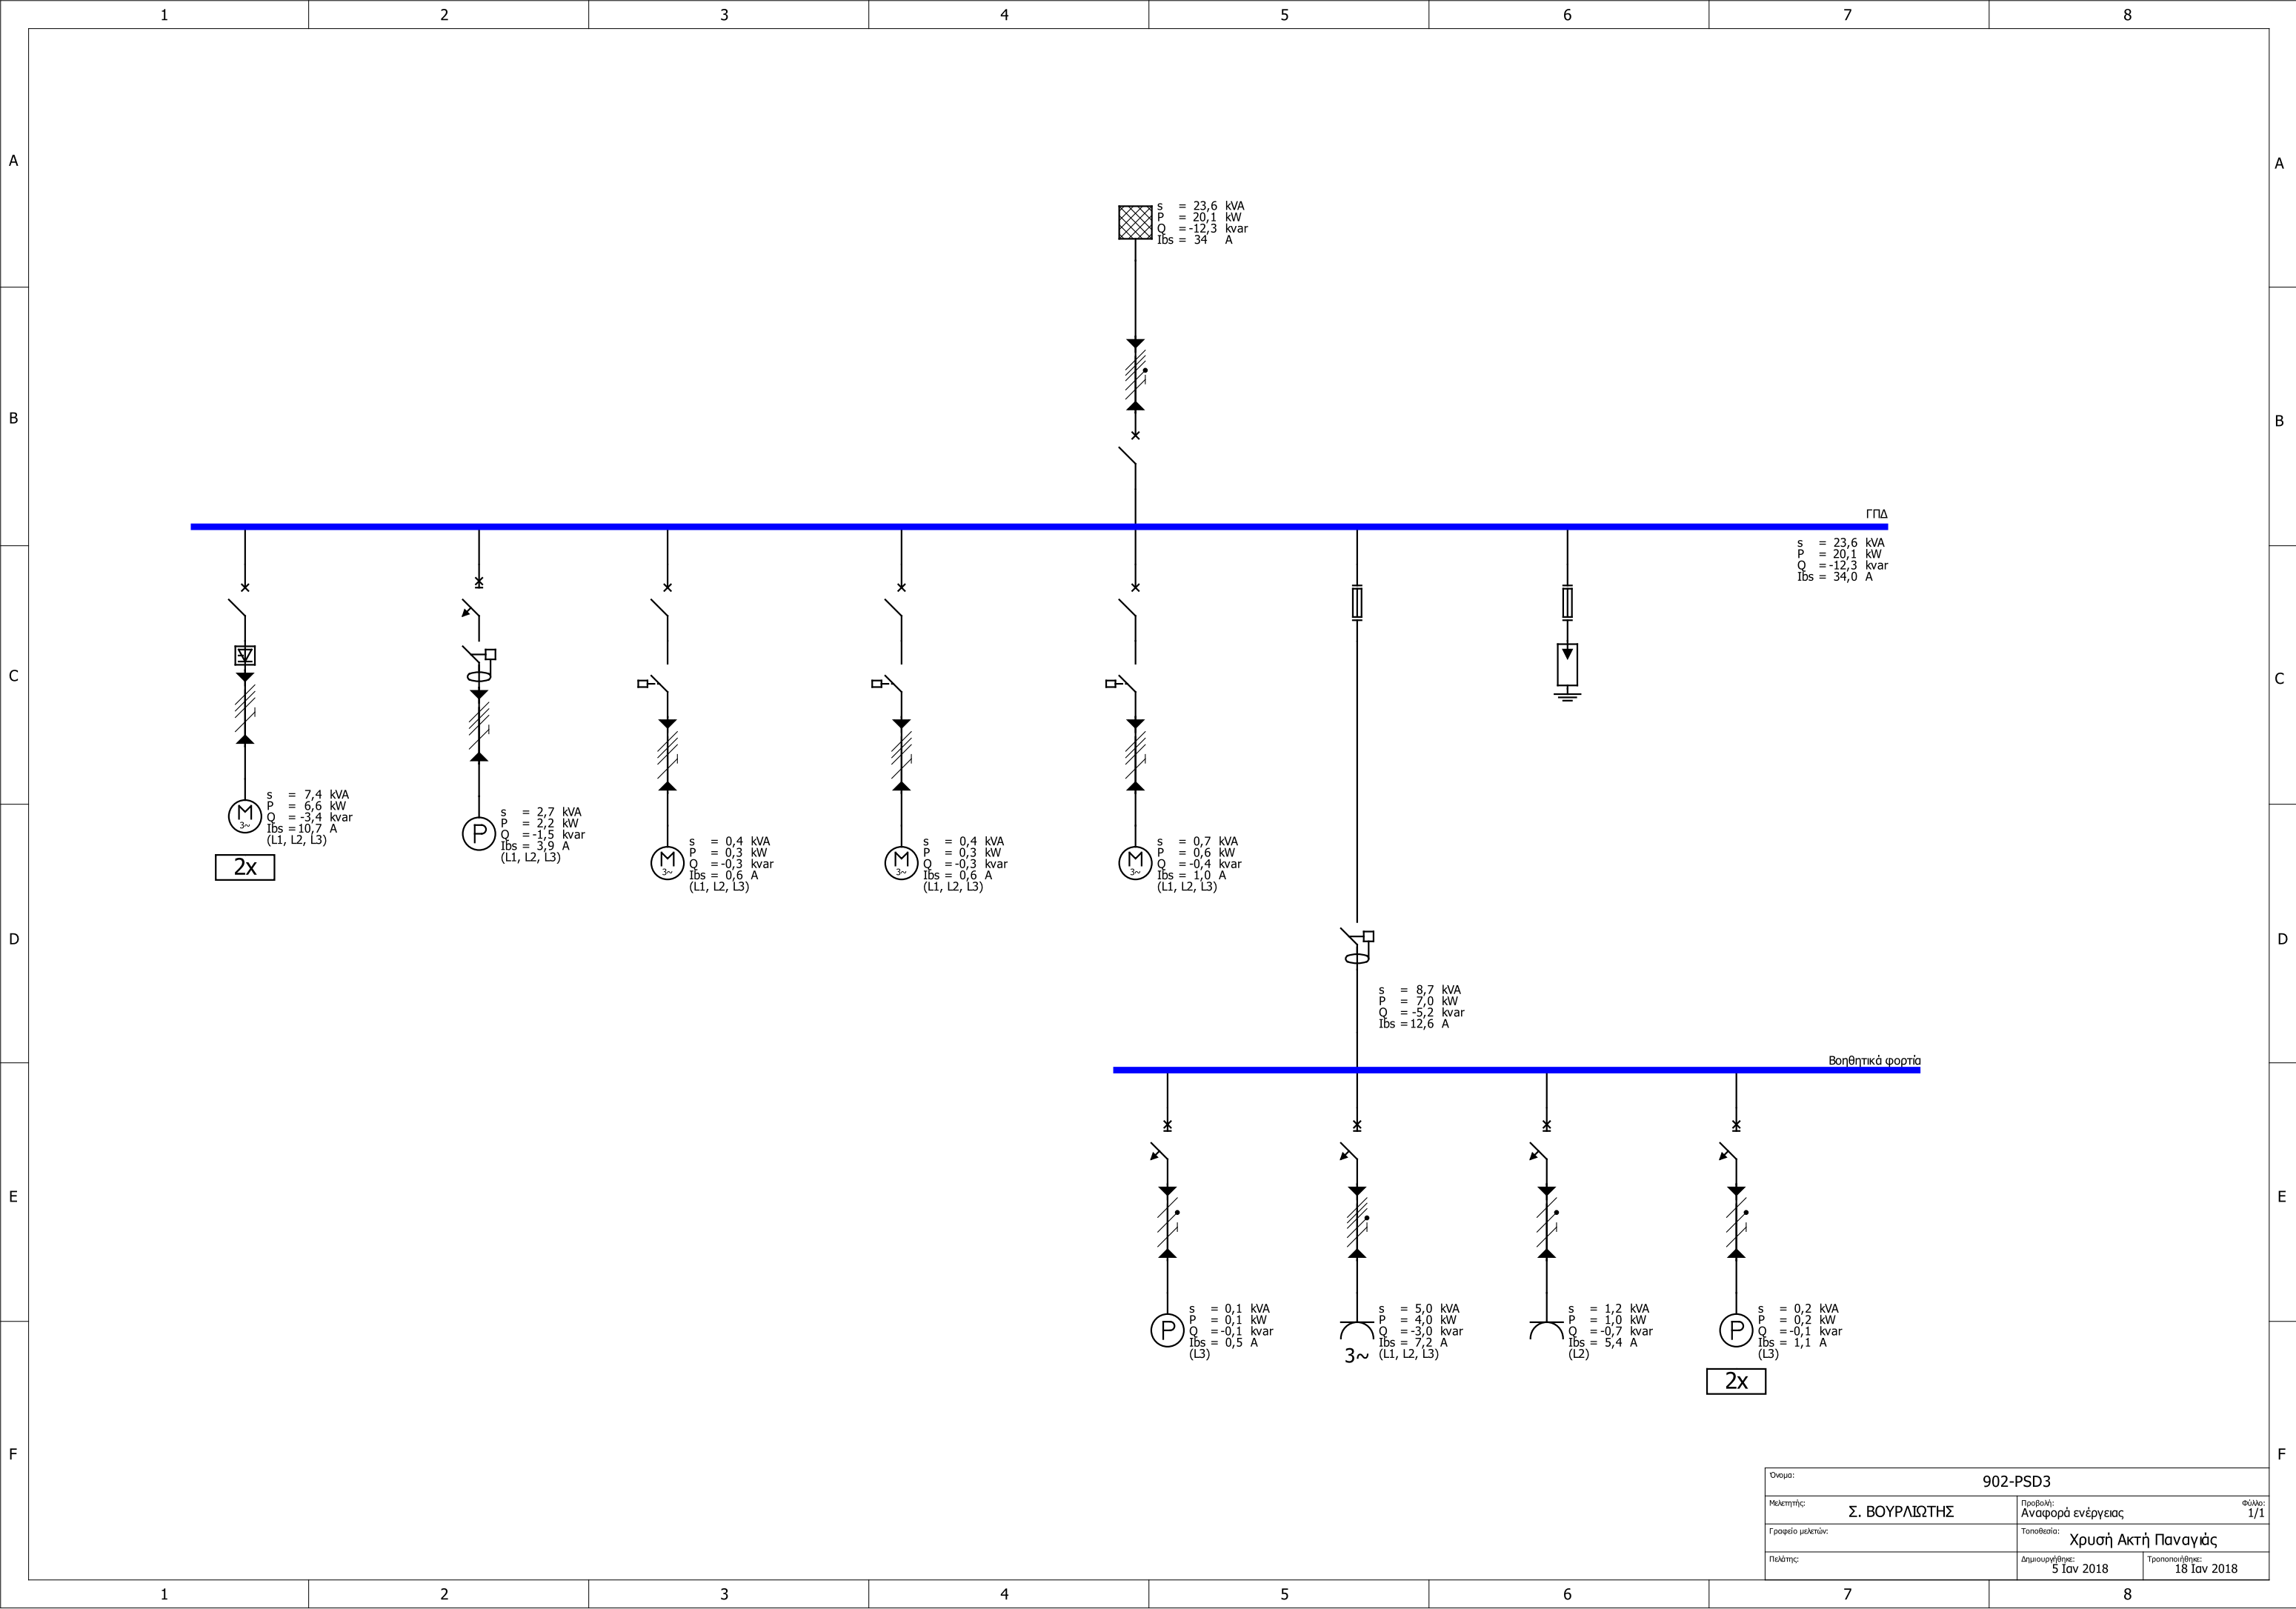 1 2 3 4 5 6 7 8
A A
s = 23,6 kVA
P = 20,1 kW
Q =-12,3 kvar
Ibs = 34 A
B B
ΓΠΔ
s = 23,6 kVA
P = 20,1 kW
Q =-12,3 kvar
Ibs = 34,0 A
C C
M
3~
s = 7,4 kVA
P = 6,6 kW
Q = -3,4 kvar
Ibs =10,7 A
(L1, L2, L3)
2x
P
s = 2,7 kVA
P = 2,2 kW
Q =-1,5 kvar
Ibs = 3,9 A
(L1, L2, L3)
M
3~
s = 0,4 kVA
P = 0,3 kW
Q =-0,3 kvar
Ibs = 0,6 A
(L1, L2, L3)
M
3~
s = 0,4 kVA
P = 0,3 kW
Q =-0,3 kvar
Ibs = 0,6 A
(L1, L2, L3)
M
3~
s = 0,7 kVA
P = 0,6 kW
Q =-0,4 kvar
Ibs = 1,0 A
(L1, L2, L3)
D D
s = 8,7 kVA
P = 7,0 kW
Q = -5,2 kvar
Ibs =12,6 A
Βοηθητικά φορτία
E E
P
s = 0,1 kVA
P = 0,1 kW
Q =-0,1 kvar
Ibs = 0,5 A
(L3)
3~
s = 5,0 kVA
P = 4,0 kW
Q =-3,0 kvar
Ibs = 7,2 A
(L1, L2, L3)
s = 1,2 kVA
P = 1,0 kW
Q =-0,7 kvar
Ibs = 5,4 A
(L2)
P
s = 0,2 kVA
P = 0,2 kW
Q =-0,1 kvar
Ibs = 1,1 A
(L3)
2x
F F
Όνομα: 902-PSD3
Μελετητής: Σ. ΒΟΥΡΛΙΩΤΗΣ
Προβολή: Αναφορά ενέργειας
Φύλλο: 1/1
Γραφείο μελετών:
Τοποθεσία: Χρυσή Ακτή Παναγιάς
Πελάτης:
Δημιουργήθηκε: 5 Ιαν 2018
Τροποποιήθηκε: 18 Ιαν 2018
1 2 3 4 5 6 7 8